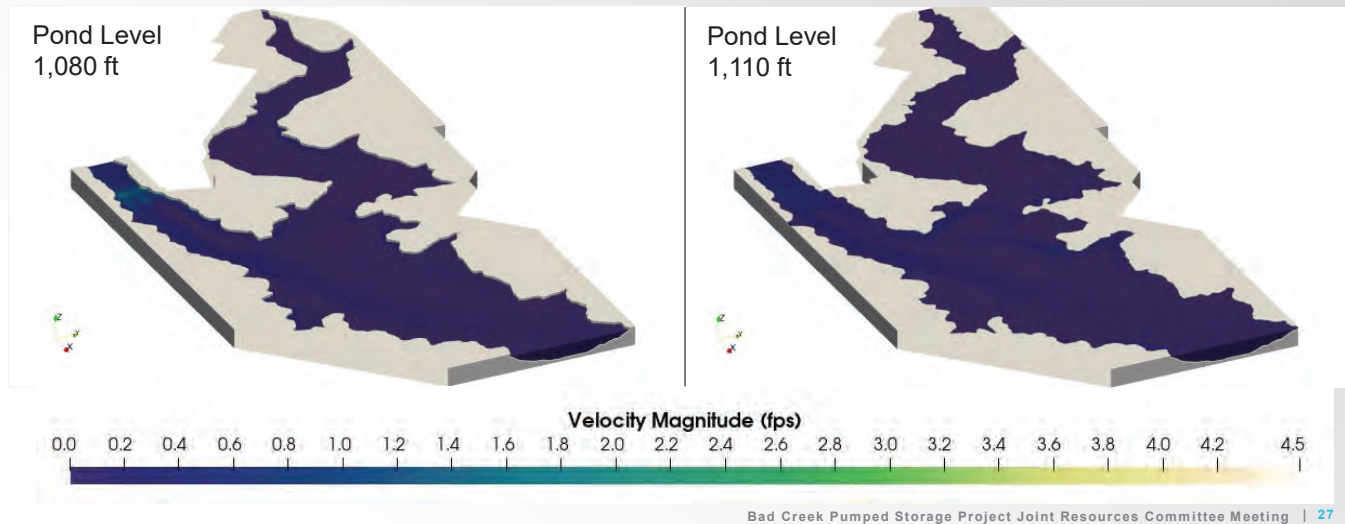 Pond Level
1,080 ft
Pond Level
1,110 ft
Z
Y
X
Z
Y
X
Velocity Magnitude (fps)
0.0 0.2 0.4 0.6 0.8 1.0 1.2 1.4 1.6 1.8 2.0 2.2 2.4 2.6 2.8 3.0 3.2 3.4 3.6 3.8 4.0 4.2 4.5
Bad Creek Pumped Storage Project Joint Resources Committee Meeting | 27